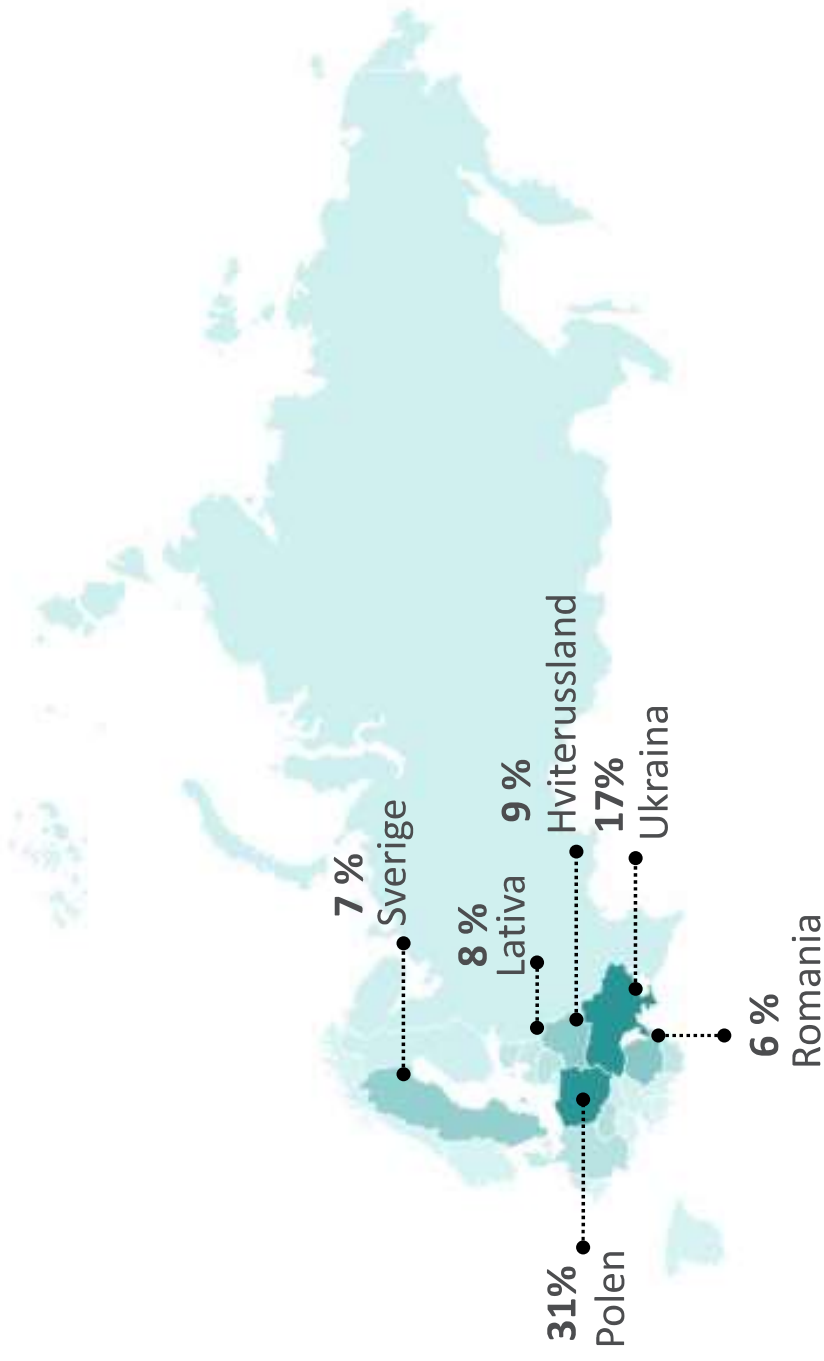 7 %
Sverige
8 %
Lativa
9 %
Hviterussland
17%
Ukraina
31%
Polen
6 %
Romania